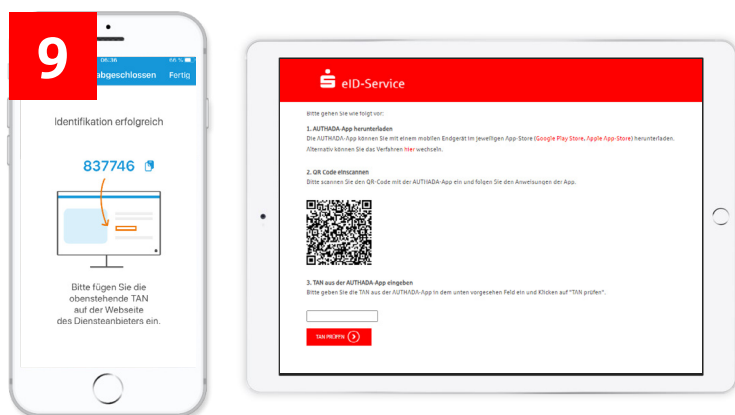 9
06:38
66 %
abgeschlossen
Fertig
Identifikation erfolgreich
837746
Bitte fügen Sie die
obenstehende TAN
auf der Webseite
des Diensteanbieters ein.
eID-Service
Bitte gehen Sie wie folgt vor:
1. AUTHADA-App herunterladen
Die AUTHADA-App können Sie mit einem mobilen Endgerät im jeweiligen App-Store (Google Play Store, Apple App-Store) herunterladen.
Alternativ können Sie das Verfahren hier wechseln.
2. QR Code einscannen
Bitte scannen Sie den QR-Code mit der AUTHADA-App ein und folgen Sie den Anweisungen der App.
3. TAN aus der AUTHADA-App eingeben
Bitte geben Sie die TAN aus der AUTHADA-App in dem unten vorgesehen Feld ein und Klicken auf "TAN prüfen".
TAN PRÜFEN